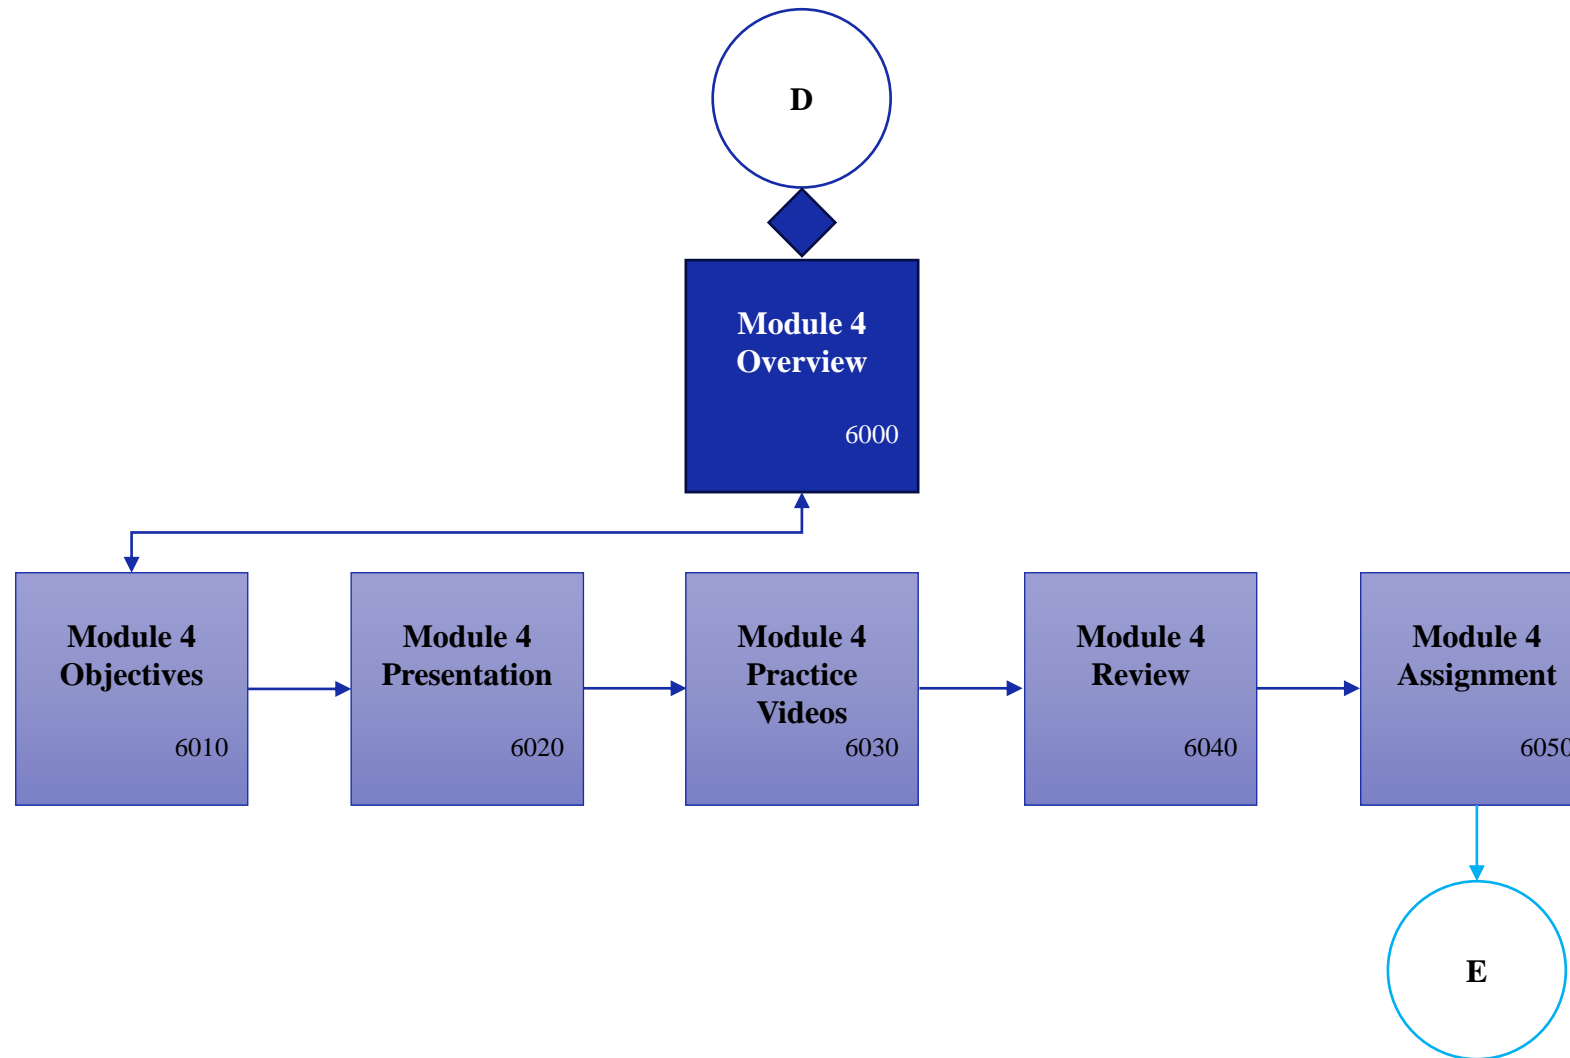 D
Module 4
Overview
6000
Module 4
Objectives
6010
Module 4
Presentation
6020
Module 4
Practice
Videos
6030
Module 4
Review
6040
Module 4
Assignment
6050
E